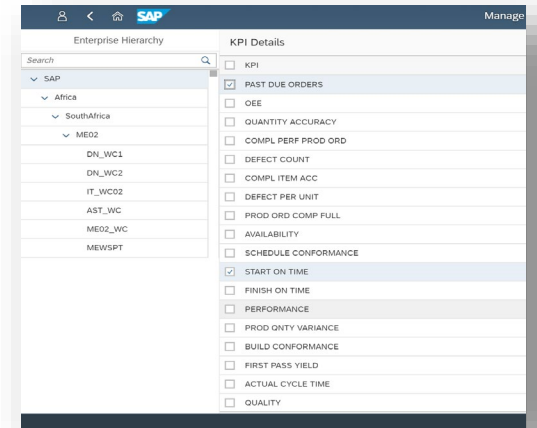 SAP
Manage
Enterprise Hierarchy
KPI Details
Search
KPI
SAP
PAST DUE ORDERS
Africa
OEE
SouthAfrica
QUANTITY ACCURACY
ME02
COMPL PERF PROD ORD
DN_WC1
DEFECT COUNT
DN_WC2
COMPL ITEM ACC
IT_WC02
DEFECT PER UNIT
AST_WC
PROD ORD COMP FULL
ME02_WC
AVAILABILITY
MEWSPT
SCHEDULE CONFORMANCE
START ON TIME
FINISH ON TIME
PERFORMANCE
PROD QNTY VARIANCE
BUILD CONFORMANCE
FIRST PASS YIELD
ACTUAL CYCLE TIME
QUALITY